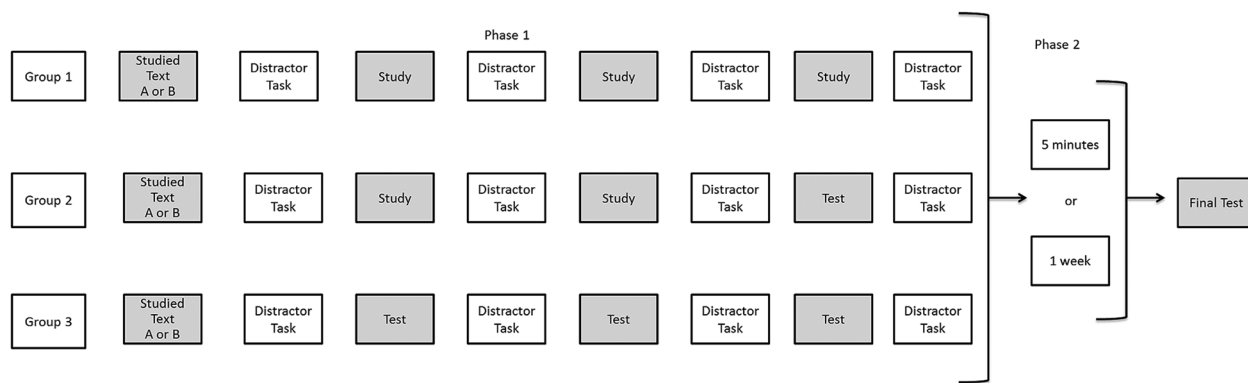 Phase 1
Phase 2
Group 1
Studied
Text
A or B
Distractor
Task
Study
Distractor
Task
Study
Distractor
Task
Study
Distractor
Task
Group 2
Studied
Text
A or B
Distractor
Task
Study
Distractor
Task
Study
Distractor
Task
Test
Distractor
Task
Group 3
Studied
Text
A or B
Distractor
Task
Test
Distractor
Task
Test
Distractor
Task
Test
Distractor
Task
5 minutes
or
1 week
Final Test